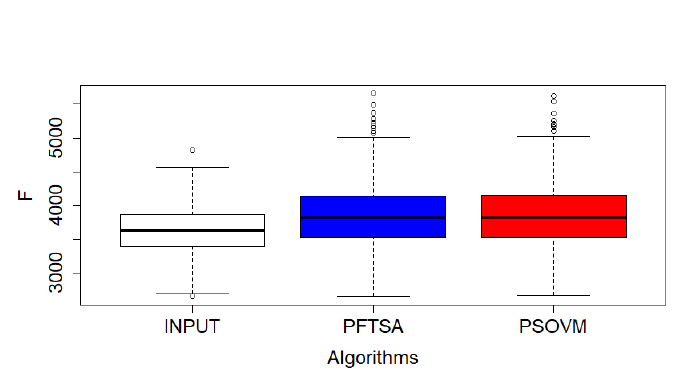 5000
4000
3000
F
INPUT PFTSA PSOVM
Algorithms